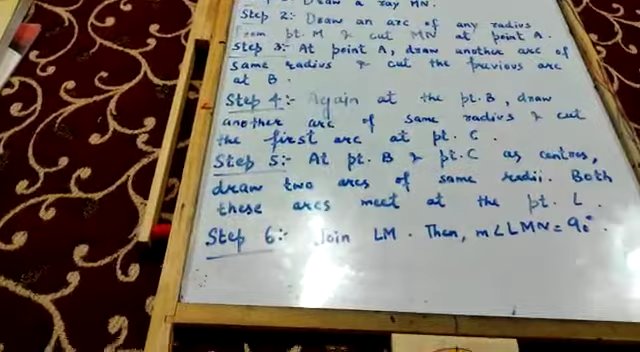 Draw a ray MN.
Step 2:- Draw an arc of any radius
From pt. M & cut MN at point A.
Step 3:- At point A, draw another arc of
same radius & cut the previous arc
at B.
Step 4:- Again at the pt. B, draw
another arc of same radius & cut
the first arc at pt. C.
Step 5:- At pt. B & pt. C as centres,
draw two arcs of same radii. Both
these arcs meet at the pt. L.
Step 6:- Join LM. Then, m∠LMN = 90°.